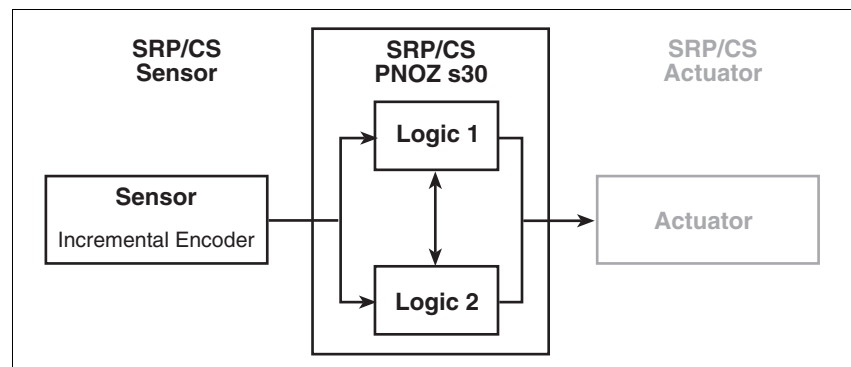 SRP/CS
Sensor
SRP/CS
PNOZ s30
SRP/CS
Actuator
Logic 1
Sensor
Incremental Encoder
Actuator
Logic 2